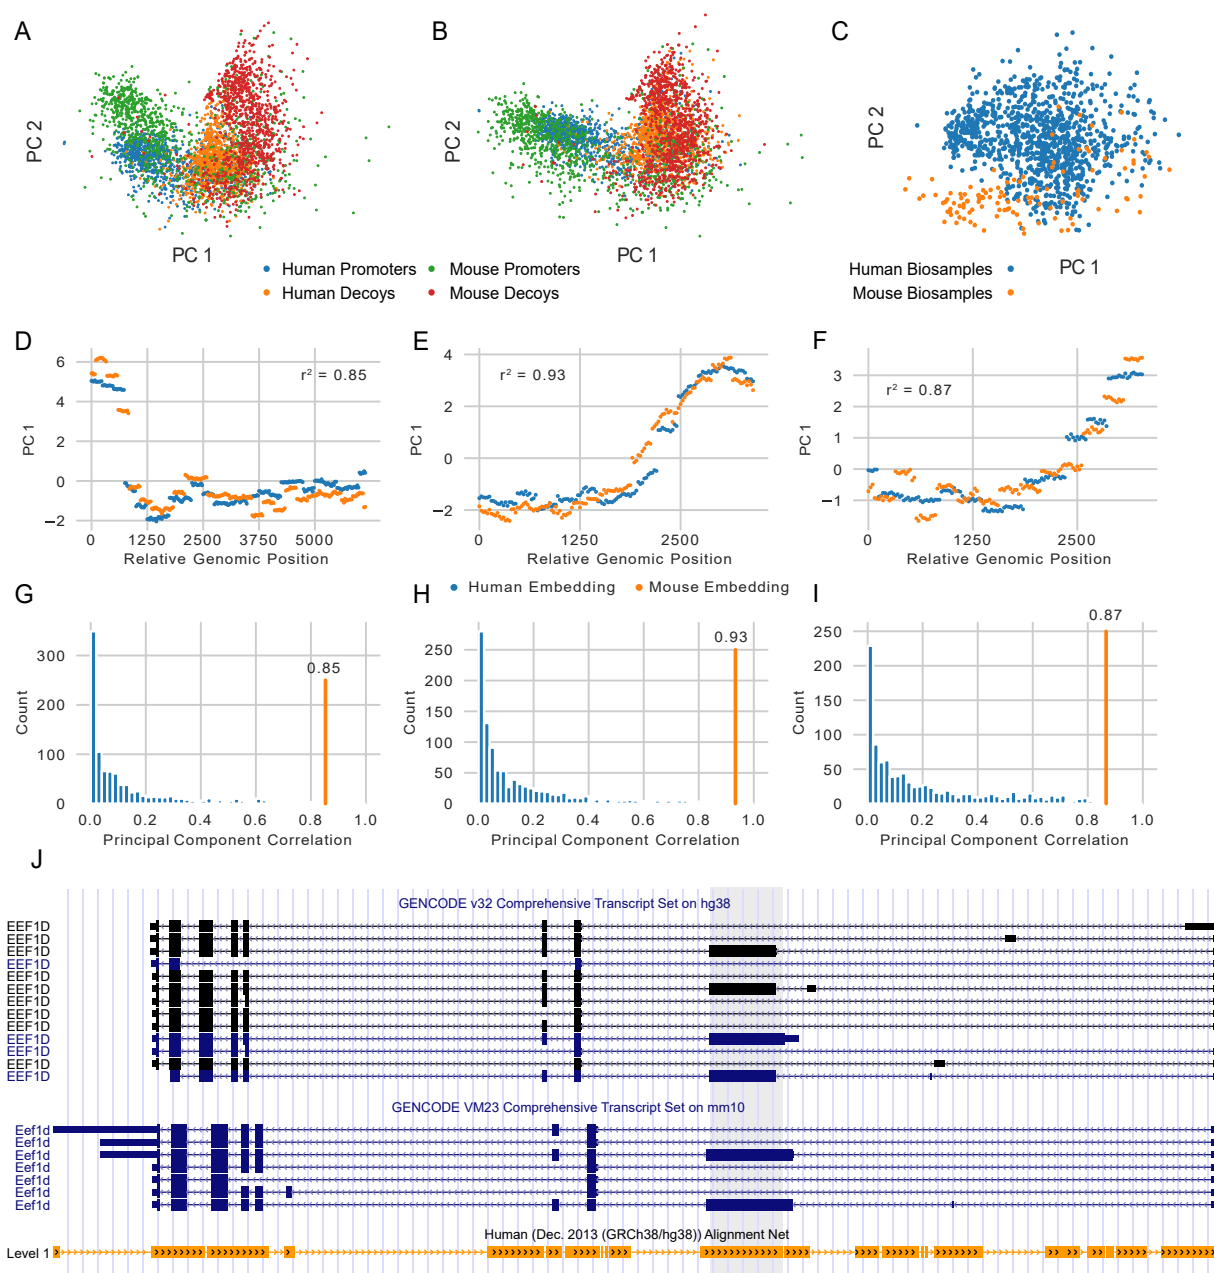 A
B
C
PC 2
PC 2
PC 2
PC 1
PC 1
PC 1
Human Promoters
Mouse Promoters
Human Decoys
Mouse Decoys
Human Biosamples
Mouse Biosamples
D
E
F
PC 1
6
4
2
0
−2
r² = 0.85
0
1250
2500
3750
5000
Relative Genomic Position
PC 1
4
2
0
−2
r² = 0.93
0
1250
2500
Relative Genomic Position
PC 1
3
2
1
0
−1
r² = 0.87
0
1250
2500
Relative Genomic Position
Human Embedding
Mouse Embedding
G
H
I
Count
300
200
100
0
0.85
0.0
0.2
0.4
0.6
0.8
1.0
Principal Component Correlation
Count
250
200
150
100
50
0
0.93
0.0
0.2
0.4
0.6
0.8
1.0
Principal Component Correlation
Count
250
200
150
100
50
0
0.87
0.0
0.2
0.4
0.6
0.8
1.0
Principal Component Correlation
J
GENCODE v32 Comprehensive Transcript Set on hg38
EEF1D
EEF1D
EEF1D
EEF1D
EEF1D
EEF1D
EEF1D
EEF1D
EEF1D
EEF1D
EEF1D
EEF1D
EEF1D
GENCODE VM23 Comprehensive Transcript Set on mm10
Eef1d
Eef1d
Eef1d
Eef1d
Eef1d
Eef1d
Eef1d
Human (Dec. 2013 (GRCh38/hg38)) Alignment Net
Level 1